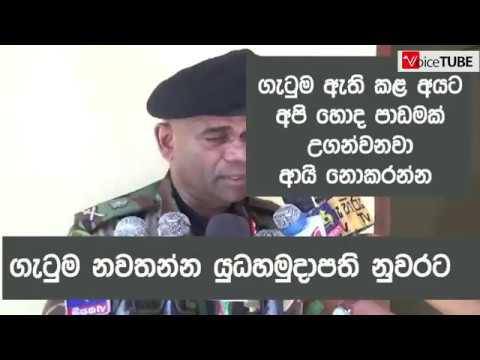 VoiceTUBE
ගැටුම ඇති කළ අයට
අපි හොද පාඩමක්
උගන්වනවා
ආයි නොකරන්න
ගැටුම නවතන්න යුධහමුදාපති නුවරට